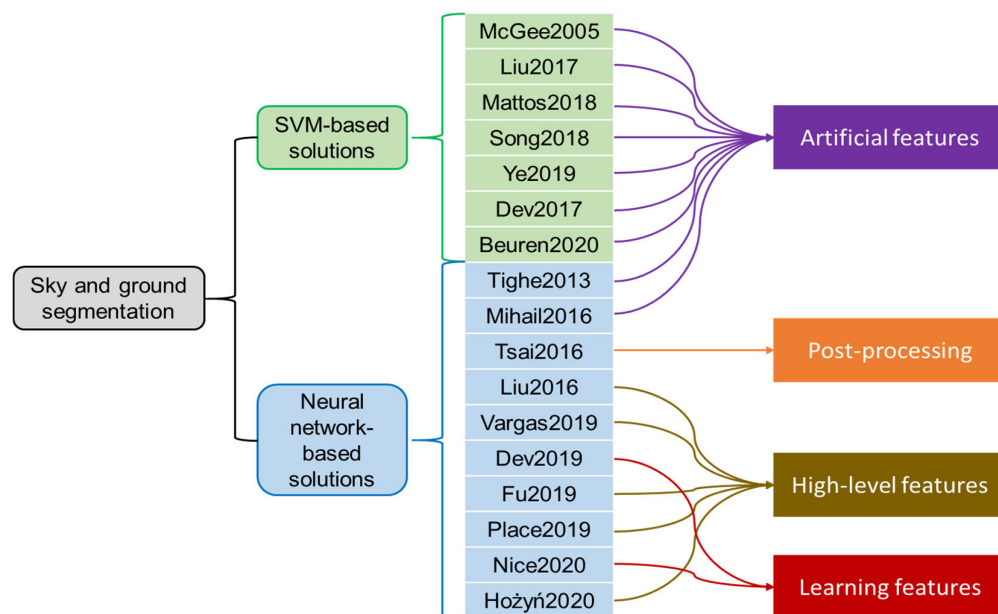 Sky and ground
segmentation
SVM-based
solutions
Neural
network-
based
solutions
McGee2005
Liu2017
Mattos2018
Song2018
Ye2019
Dev2017
Beuren2020
Tighe2013
Mihail2016
Tsai2016
Liu2016
Vargas2019
Dev2019
Fu2019
Place2019
Nice2020
Hożyń2020
Artificial features
Post-processing
High-level features
Learning features